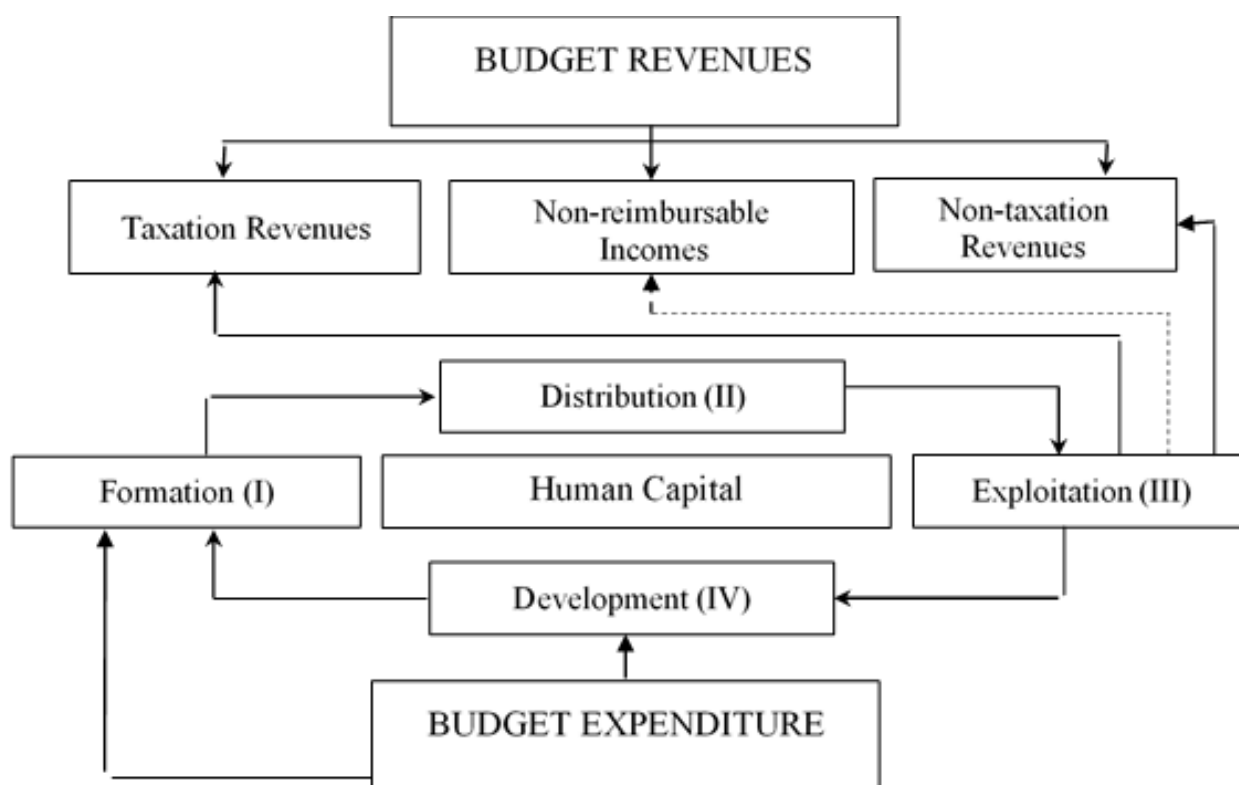 BUDGET REVENUES
Taxation Revenues
Non-reimbursable
Incomes
Non-taxation
Revenues
Distribution (II)
Formation (I)
Human Capital
Exploitation (III)
Development (IV)
BUDGET EXPENDITURE